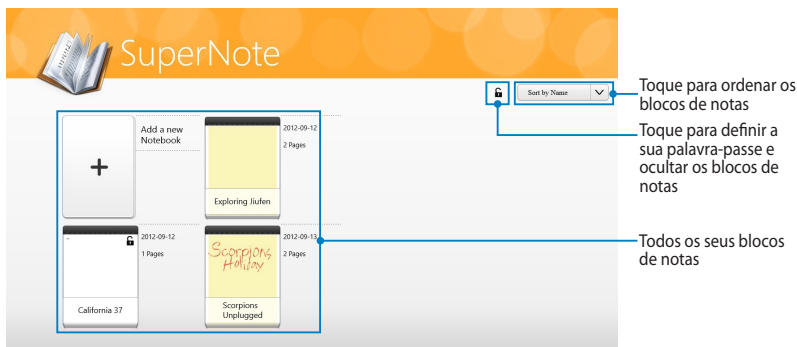 SuperNote
Sort by Name
Toque para ordenar os
blocos de notas
Toque para definir a
sua palavra-passe e
ocultar os blocos de
notas
Add a new
Notebook
2012-09-12
2 Pages
Exploring Jiufen
2012-09-12
1 Pages
California 37
2012-09-13
2 Pages
Scorpions
Holiday
Scorpions
Unplugged
Todos os seus blocos
de notas